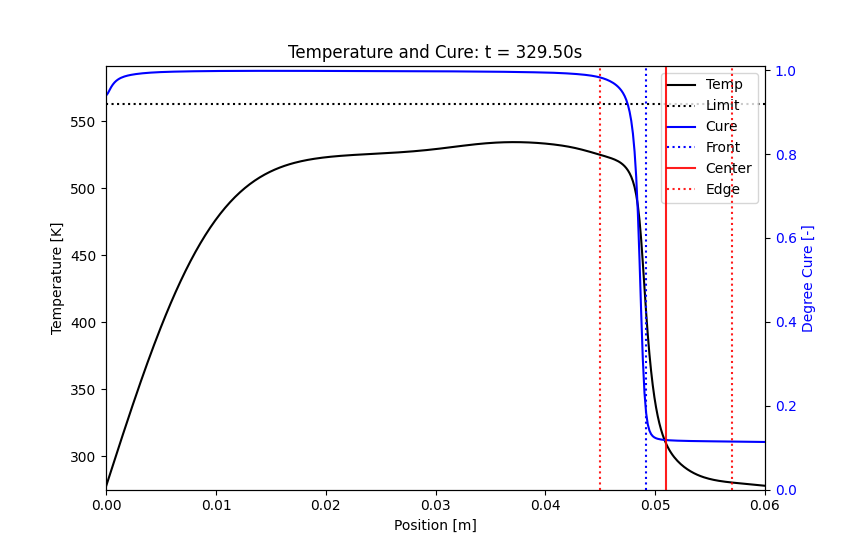 Temperature and Cure: t = 329.50s
Temperature [K]
550
500
450
400
350
300
1.0
0.8
0.6
0.4
0.2
0.0
Degree Cure [-]
Temp
Limit
Cure
Front
Center
Edge
0.00 0.01 0.02 0.03 0.04 0.05 0.06
Position [m]